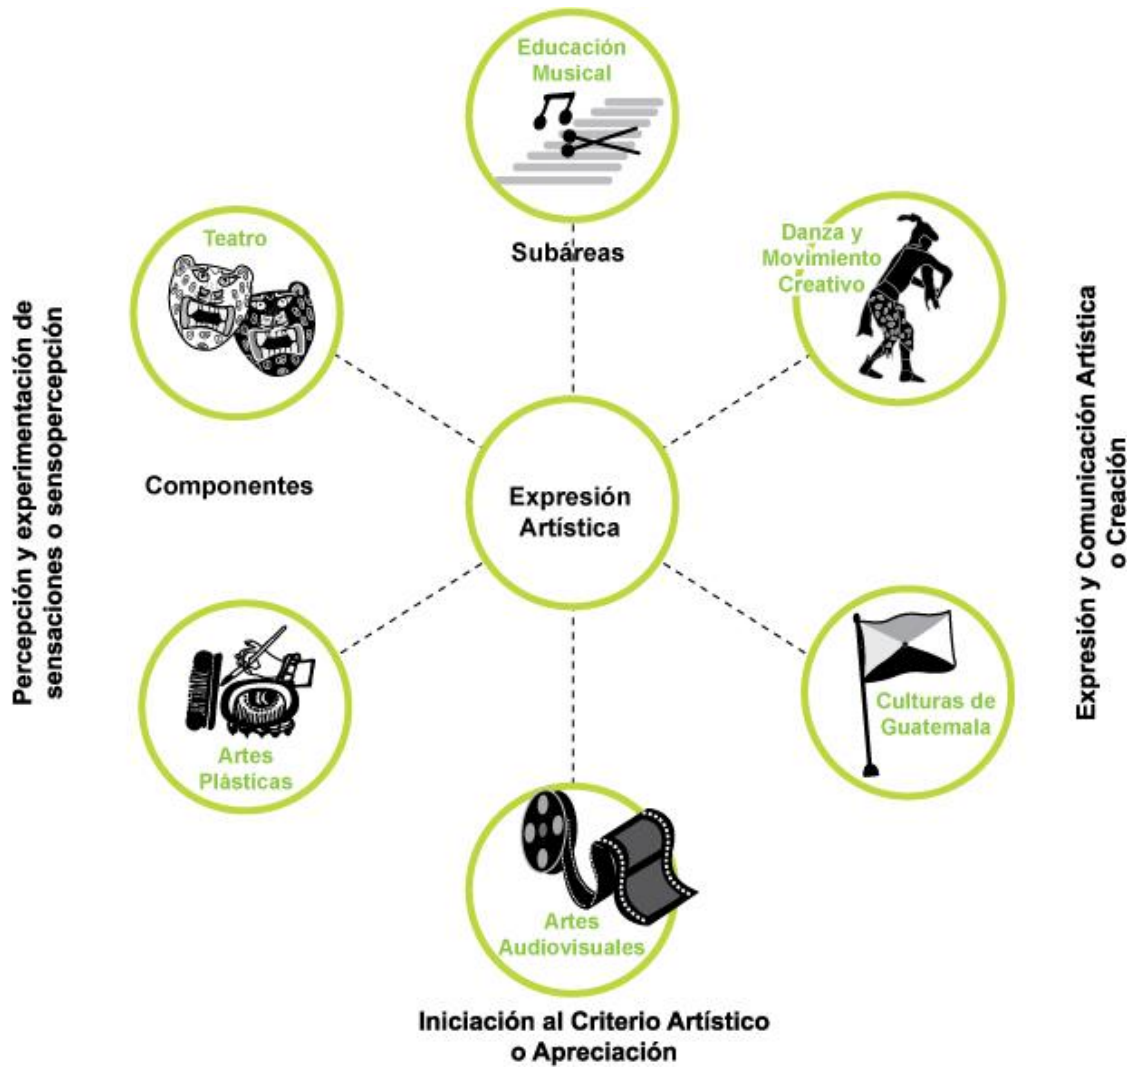 Educación
Musical
Subáreas
Teatro
Danza y
Movimiento
Creativo
Percepción y experimentación de
sensaciones o sensopercepción
Componentes
Expresión
Artística
Expresión y Comunicación Artística
o Creación
Artes
Plásticas
Culturas de
Guatemala
Artes
Audiovisuales
Iniciación al Criterio Artístico
o Apreciación